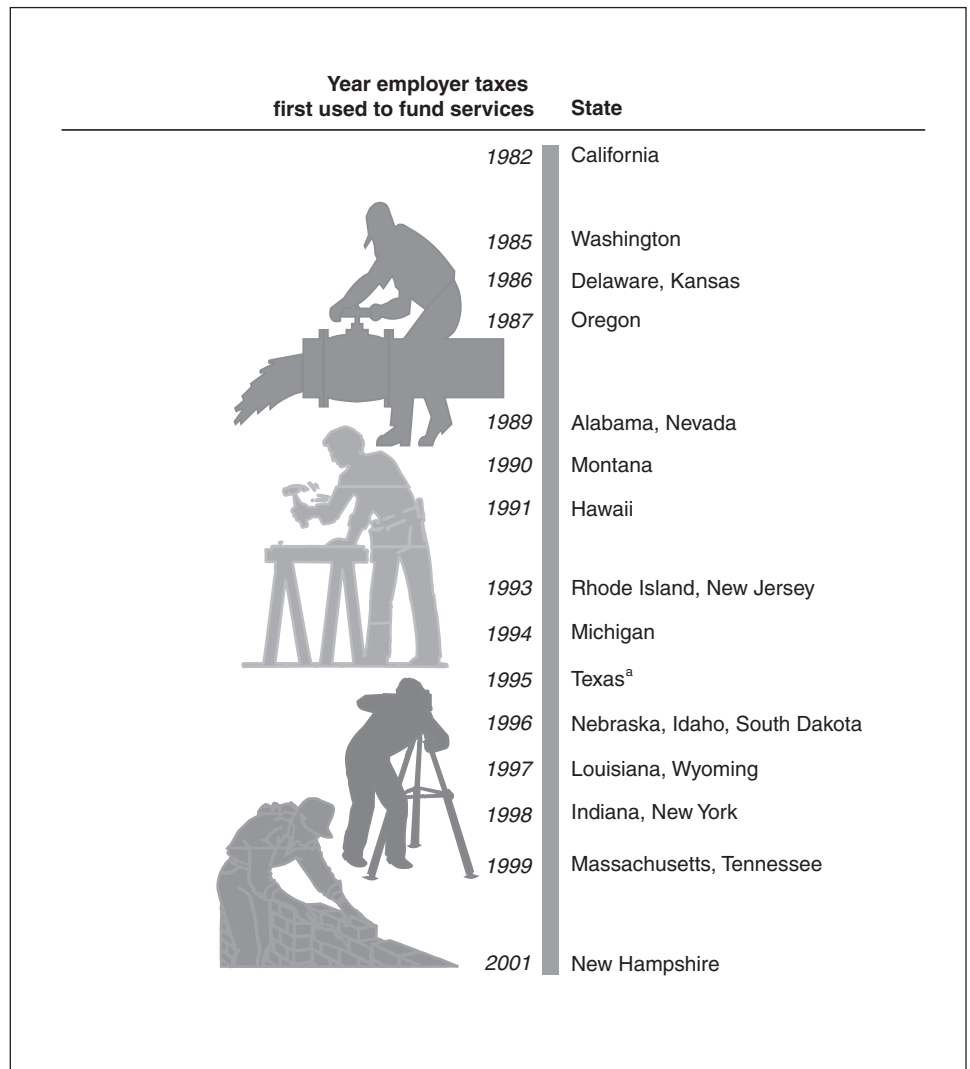 Year employer taxes
first used to fund services State
1982 California
1985 Washington
1986 Delaware, Kansas
1987 Oregon
1989 Alabama, Nevada
1990 Montana
1991 Hawaii
1993 Rhode Island, New Jersey
1994 Michigan
1995 Texasᵃ
1996 Nebraska, Idaho, South Dakota
1997 Louisiana, Wyoming
1998 Indiana, New York
1999 Massachusetts, Tennessee
2001 New Hampshire